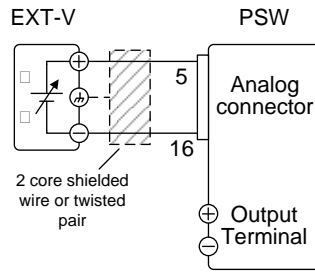 EXT-V
PSW
5
Analog
connector
16
2 core shielded
wire or twisted
pair
Output
Terminal